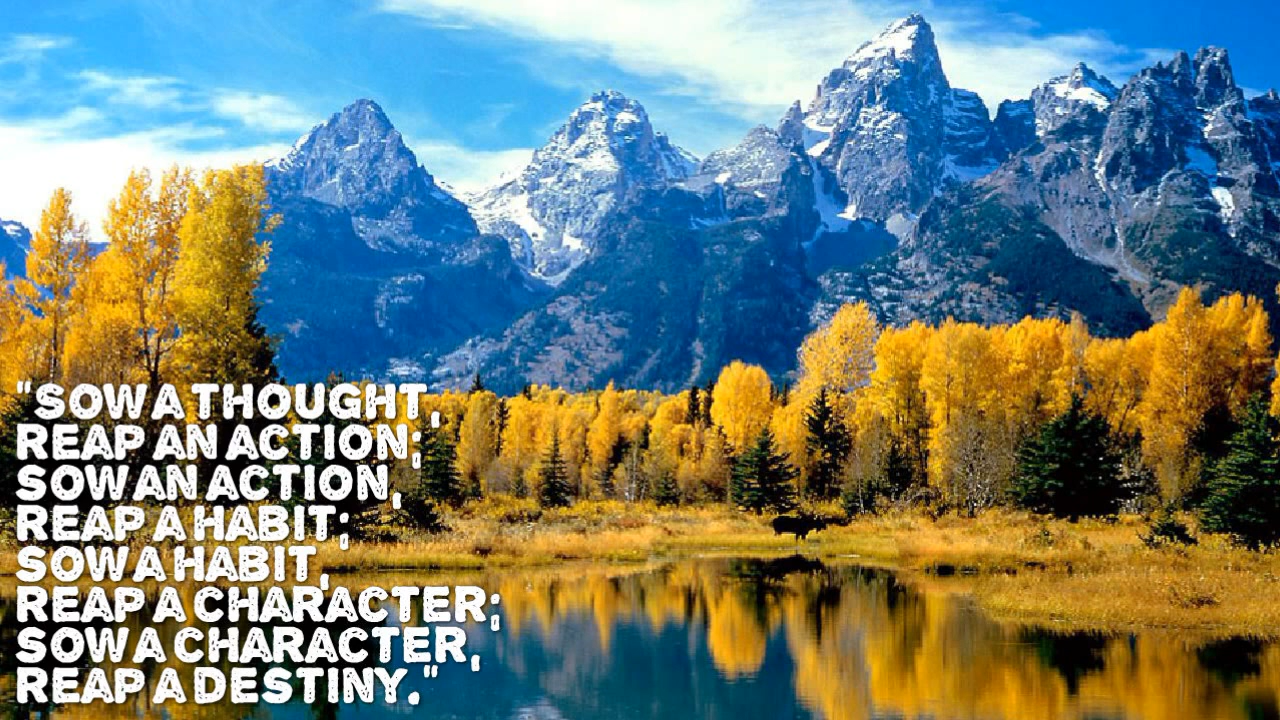 "SOW A THOUGHT,
REAP AN ACTION;
SOW AN ACTION,
REAP A HABIT;
SOW A HABIT,
REAP A CHARACTER;
SOW A CHARACTER,
REAP A DESTINY."